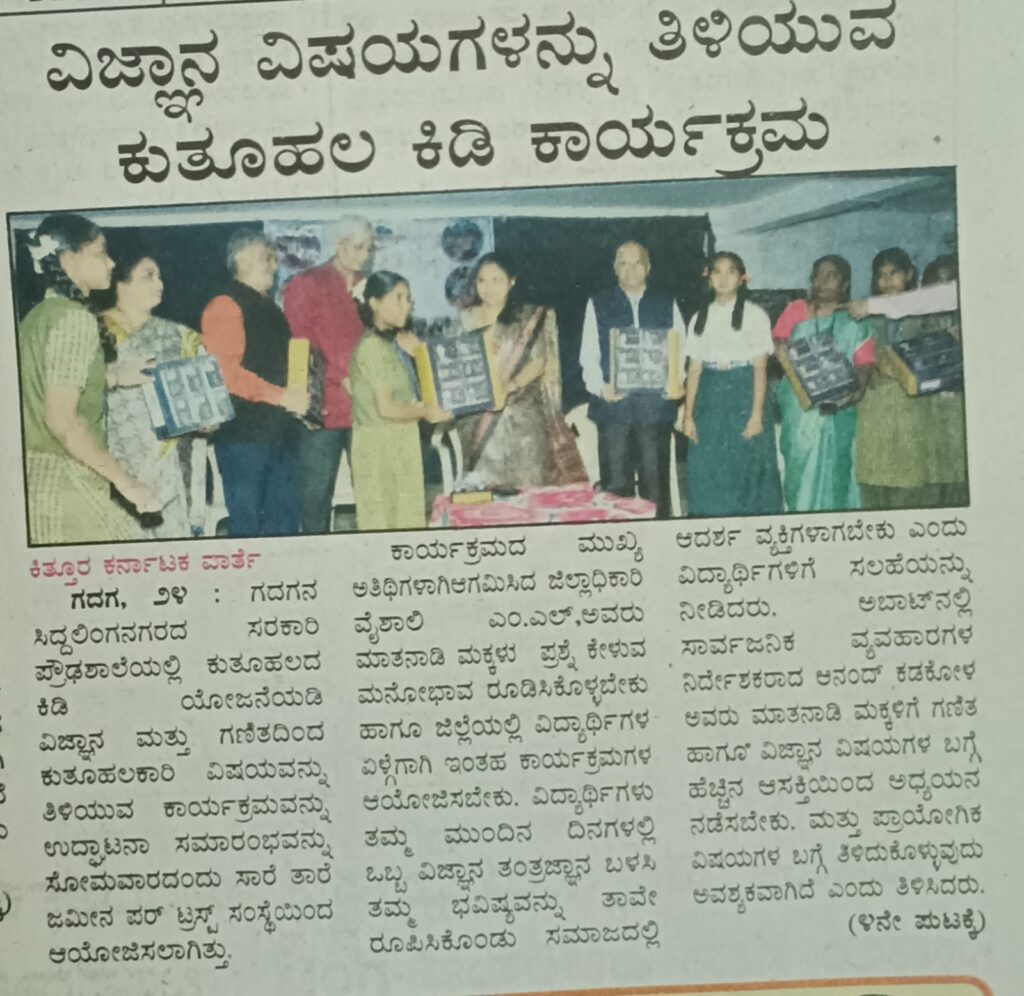 ವಿಜ್ಞಾನ ವಿಷಯಗಳನ್ನು ತಿಳಿಯುವ
ಕುತೂಹಲ ಕಿಡಿ ಕಾರ್ಯಕ್ರಮ
ಕಿತ್ತೂರ ಕರ್ನಾಟಕ ವಾರ್ತೆ
ಗದಗ, ೨೪ : ಗದಗನ
ಸಿದ್ದಲಿಂಗನಗರದ ಸರಕಾರಿ
ಪ್ರೌಢಶಾಲೆಯಲ್ಲಿ ಕುತೂಹಲದ
ಕಿಡಿ ಯೋಜನೆಯಡಿ
ವಿಜ್ಞಾನ ಮತ್ತು ಗಣಿತದಿಂದ
ಕುತೂಹಲಕಾರಿ ವಿಷಯವನ್ನು
ತಿಳಿಯುವ ಕಾರ್ಯಕ್ರಮವನ್ನು
ಉದ್ಘಾಟನಾ ಸಮಾರಂಭವನ್ನು
ಸೋಮವಾರದಂದು ಸಾರೆ ತಾರೆ
ಜಮೀನ ಪರ್ ಟ್ರಸ್ಟ್ ಸಂಸ್ಥೆಯಿಂದ
ಆಯೋಜಿಸಲಾಗಿತ್ತು.
ಕಾರ್ಯಕ್ರಮದ ಮುಖ್ಯ
ಅತಿಥಿಗಳಾಗಿಆಗಮಿಸಿದ ಜಿಲ್ಲಾಧಿಕಾರಿ
ವೈಶಾಲಿ ಎಂ.ಎಲ್,ಅವರು
ಮಾತನಾಡಿ ಮಕ್ಕಳು ಪ್ರಶ್ನೆ ಕೇಳುವ
ಮನೋಭಾವ ರೂಡಿಸಿಕೊಳ್ಳಬೇಕು
ಹಾಗೂ ಜಿಲ್ಲೆಯಲ್ಲಿ ವಿದ್ಯಾರ್ಥಿಗಳ
ಏಳ್ಗೆಗಾಗಿ ಇಂತಹ ಕಾರ್ಯಕ್ರಮಗಳ
ಆಯೋಜಿಸಬೇಕು. ವಿದ್ಯಾರ್ಥಿಗಳು
ತಮ್ಮ ಮುಂದಿನ ದಿನಗಳಲ್ಲಿ
ಒಬ್ಬ ವಿಜ್ಞಾನ ತಂತ್ರಜ್ಞಾನ ಬಳಸಿ
ತಮ್ಮ ಭವಿಷ್ಯವನ್ನು ತಾವೇ
ರೂಪಿಸಿಕೊಂಡು ಸಮಾಜದಲ್ಲಿ
ಆದರ್ಶ ವ್ಯಕ್ತಿಗಳಾಗಬೇಕು ಎಂದು
ವಿದ್ಯಾರ್ಥಿಗಳಿಗೆ ಸಲಹೆಯನ್ನು
ನೀಡಿದರು. ಅಬಾಟ್‌ನಲ್ಲಿ
ಸಾರ್ವಜನಿಕ ವ್ಯವಹಾರಗಳ
ನಿರ್ದೇಶಕರಾದ ಆನಂದ್ ಕಡಕೋಳ
ಅವರು ಮಾತನಾಡಿ ಮಕ್ಕಳಿಗೆ ಗಣಿತ
ಹಾಗೂ ವಿಜ್ಞಾನ ವಿಷಯಗಳ ಬಗ್ಗೆ
ಹೆಚ್ಚಿನ ಆಸಕ್ತಿಯಿಂದ ಅಧ್ಯಯನ
ನಡೆಸಬೇಕು. ಮತ್ತು ಪ್ರಾಯೋಗಿಕ
ವಿಷಯಗಳ ಬಗ್ಗೆ ತಿಳಿದುಕೊಳ್ಳುವುದು
ಅವಶ್ಯಕವಾಗಿದೆ ಎಂದು ತಿಳಿಸಿದರು.
(೪ನೇ ಪುಟಕ್ಕೆ)